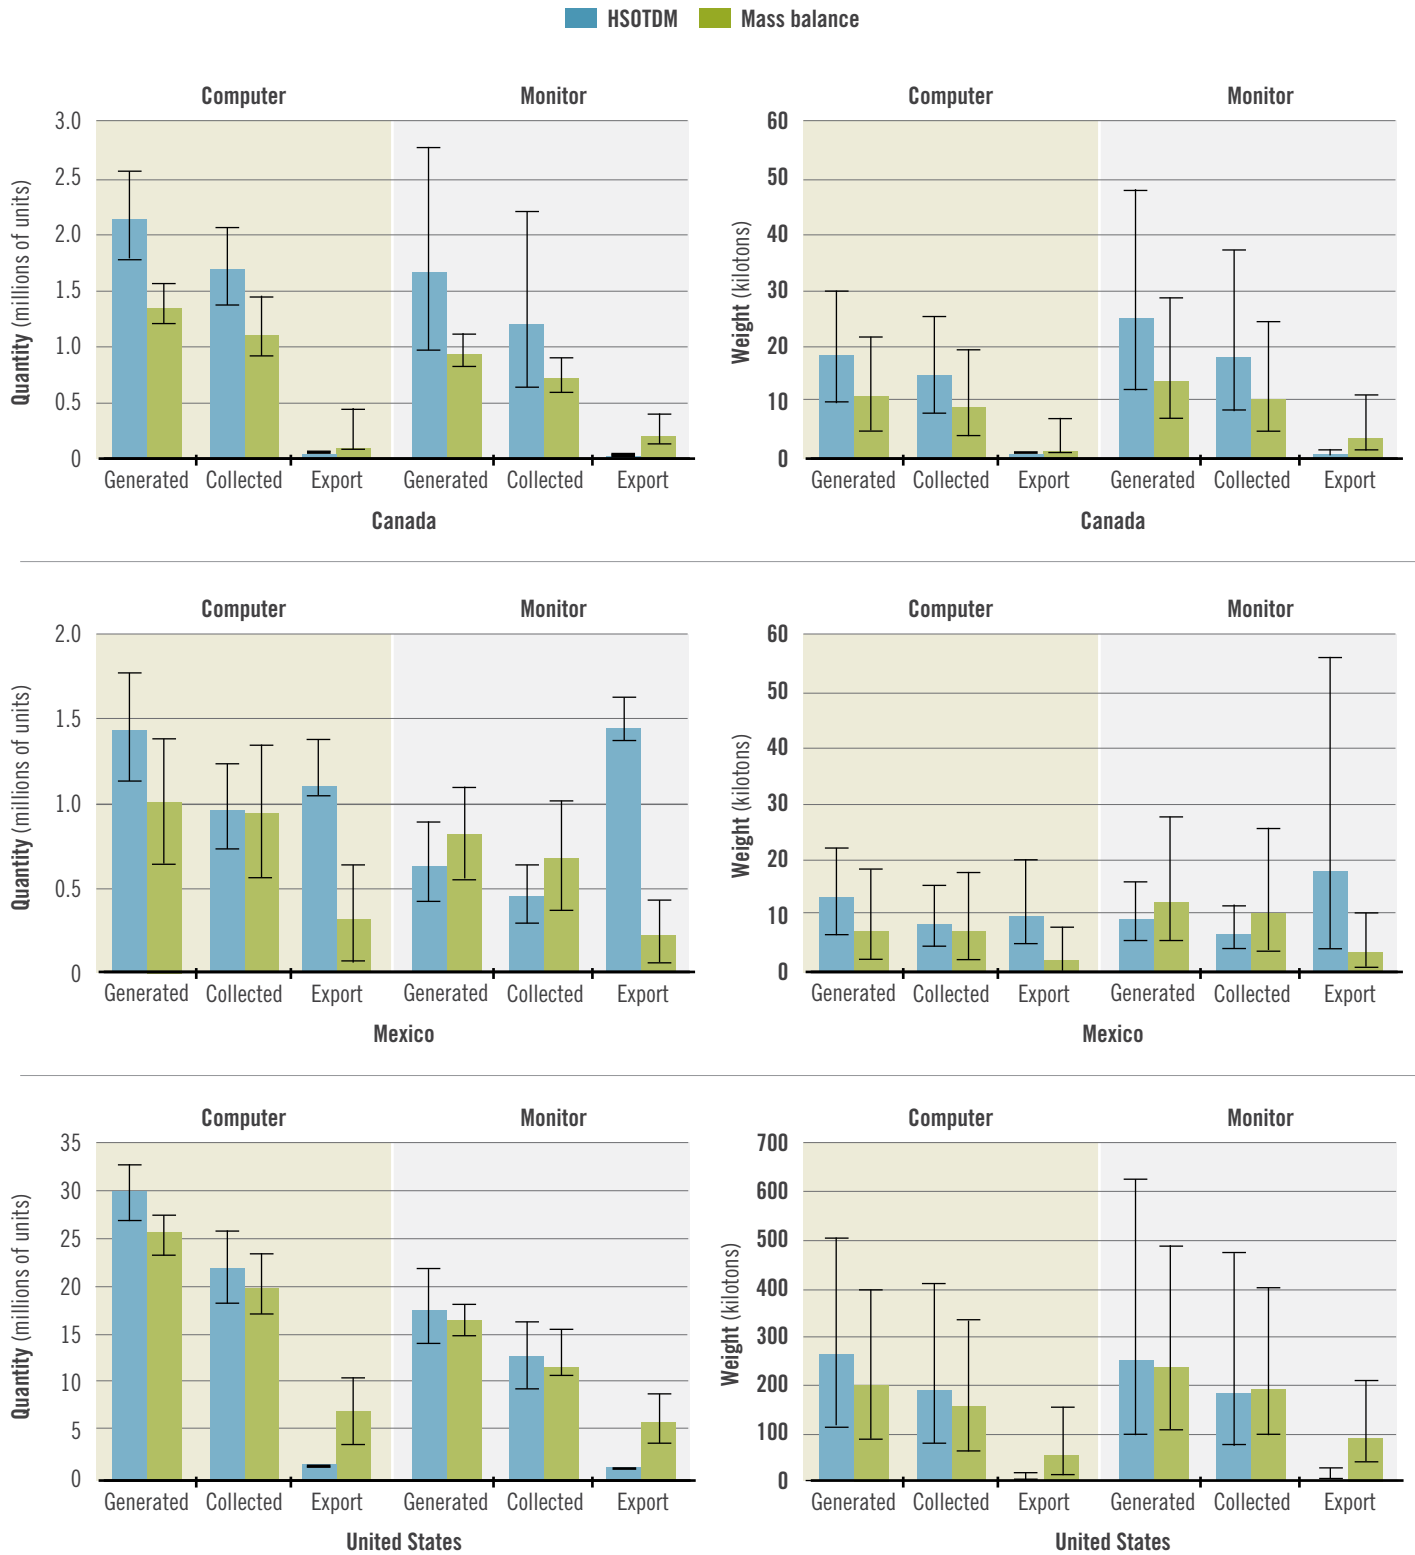 HSOTDM Mass balance
Computer Monitor
Quantity (millions of units)
3.0
2.5
2.0
1.5
1.0
0.5
0
Generated Collected Export Generated Collected Export
Canada
Computer Monitor
Weight (kilotons)
60
50
40
30
20
10
0
Generated Collected Export Generated Collected Export
Canada
Computer Monitor
Quantity (millions of units)
2.0
1.5
1.0
0.5
0
Generated Collected Export Generated Collected Export
Mexico
Computer Monitor
Weight (kilotons)
60
50
40
30
20
10
0
Generated Collected Export Generated Collected Export
Mexico
Computer Monitor
Quantity (millions of units)
35
30
25
20
15
10
5
0
Generated Collected Export Generated Collected Export
United States
Computer Monitor
Weight (kilotons)
700
600
500
400
300
200
100
0
Generated Collected Export Generated Collected Export
United States